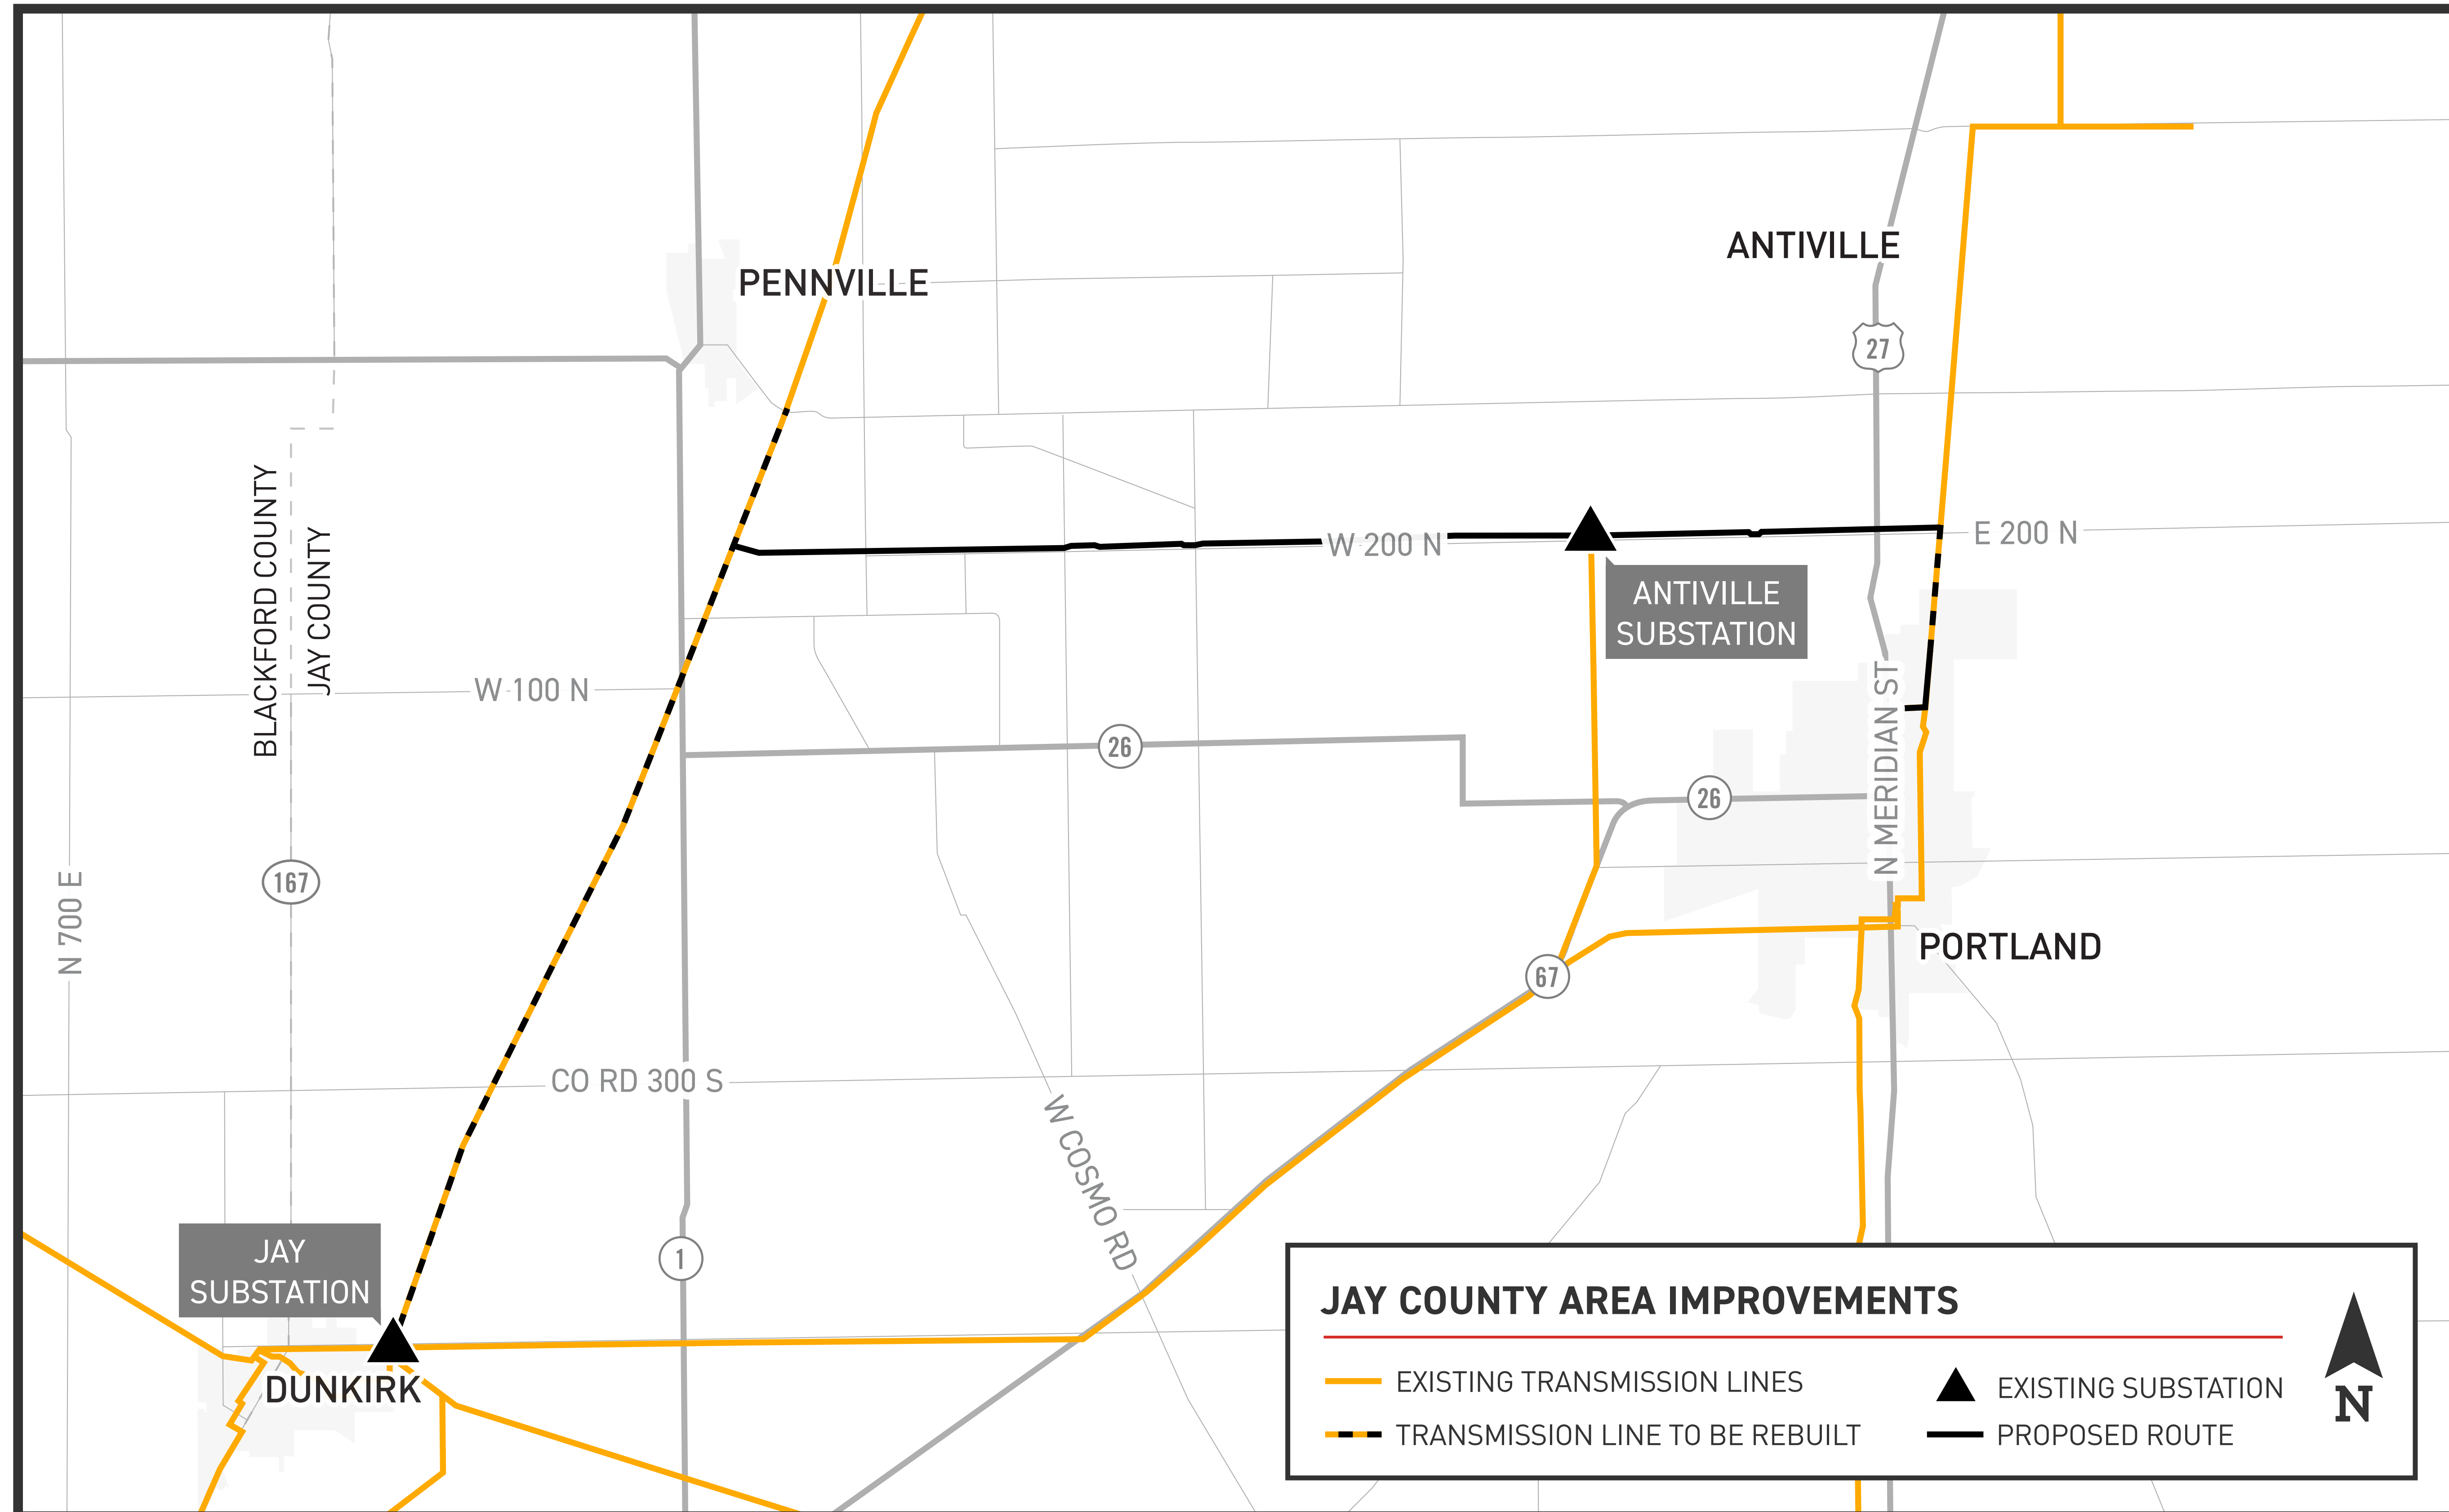 PENNVILLE
ANTIVILLE
27
BLACKFORD COUNTY
JAY COUNTY
W 200 N
E 200 N
ANTIVILLE
SUBSTATION
W 100 N
26
26
N MERIDIAN ST
167
N 700 E
PORTLAND
67
CO RD 300 S
W COSMO RD
JAY
SUBSTATION
1
DUNKIRK
JAY COUNTY AREA IMPROVEMENTS
EXISTING TRANSMISSION LINES
EXISTING SUBSTATION
TRANSMISSION LINE TO BE REBUILT
PROPOSED ROUTE
N